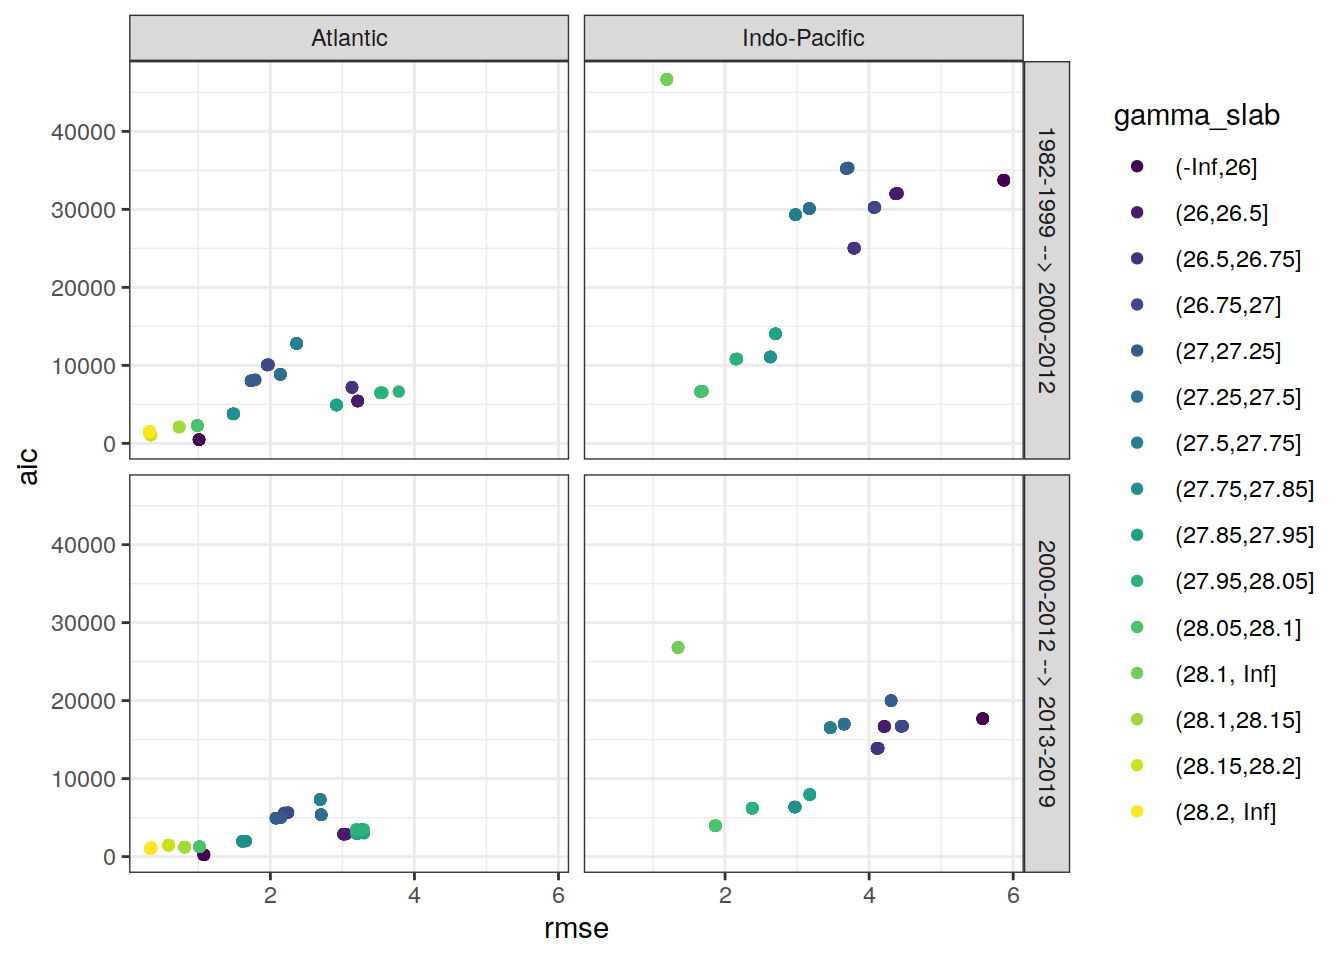 Atlantic
Indo-Pacific
40000
30000
20000
10000
0
1982-1999 --> 2000-2012
40000
30000
20000
10000
0
2000-2012 --> 2013-2019
2
4
6
2
4
6
rmse
aic
gamma_slab
(-Inf,26]
(26,26.5]
(26.5,26.75]
(26.75,27]
(27,27.25]
(27.25,27.5]
(27.5,27.75]
(27.75,27.85]
(27.85,27.95]
(27.95,28.05]
(28.05,28.1]
(28.1, Inf]
(28.1,28.15]
(28.15,28.2]
(28.2, Inf]